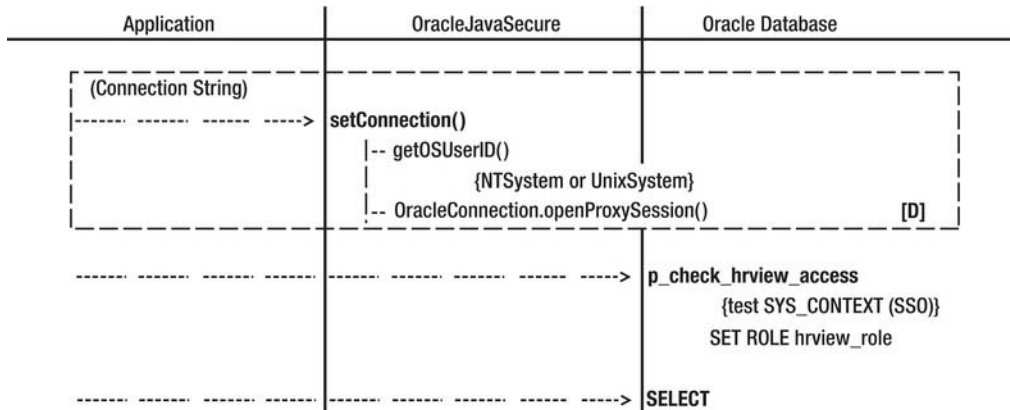 Application OracleJavaSecure Oracle Database
(Connection String)
setConnection()
getOSUserID()
{NTSystem or UnixSystem}
OracleConnection.openProxySession() [D]
p_check_hrview_access
{test SYS_CONTEXT (SSO)}
SET ROLE hrview_role
SELECT